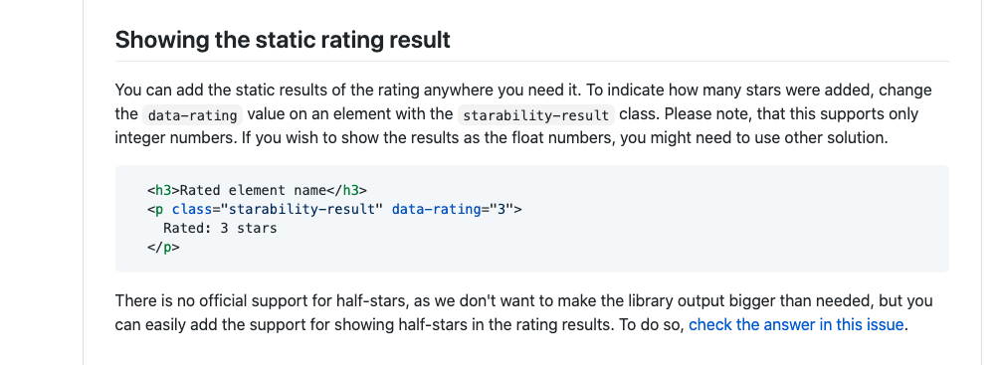 Showing the static rating result
You can add the static results of the rating anywhere you need it. To indicate how many stars were added, change
the data-rating value on an element with the starability-result class. Please note, that this supports only
integer numbers. If you wish to show the results as the float numbers, you might need to use other solution.
<h3>Rated element name</h3>
<p class="starability-result" data-rating="3">
  Rated: 3 stars
</p>
There is no official support for half-stars, as we don't want to make the library output bigger than needed, but you
can easily add the support for showing half-stars in the rating results. To do so, check the answer in this issue.